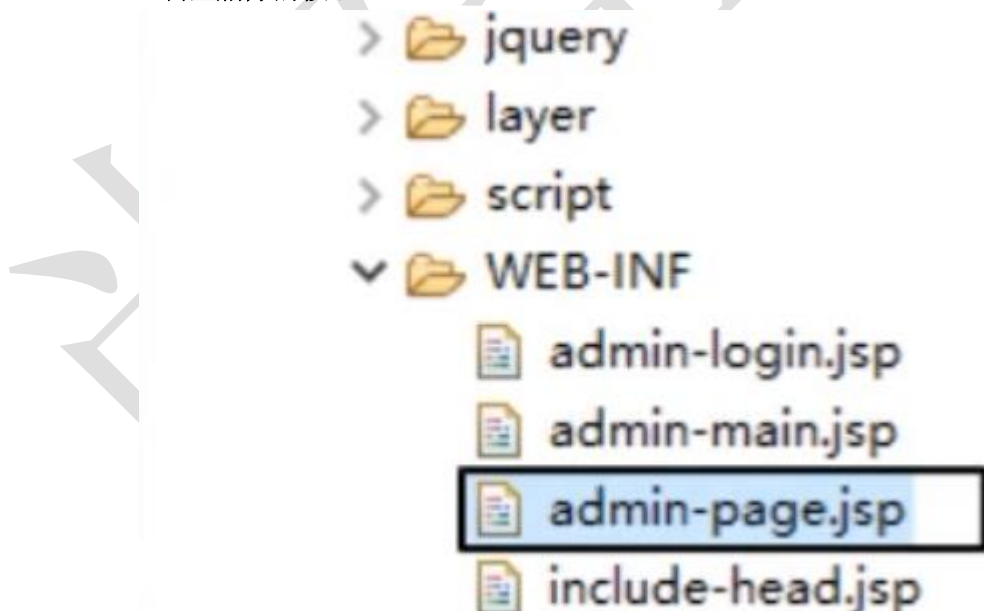 jquery
layer
script
WEB-INF
admin-login.jsp
admin-main.jsp
admin-page.jsp
include-head.jsp